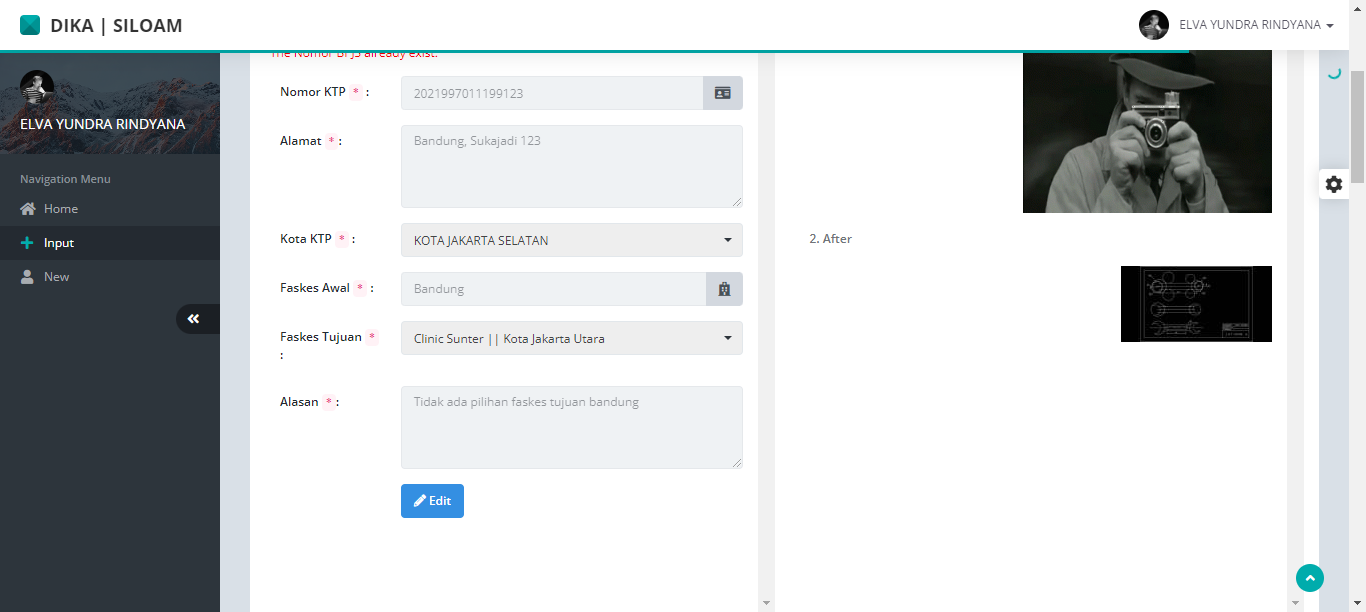 DIKA | SILOAM
ELVA YUNDRA RINDYANA
ELVA YUNDRA RINDYANA
Navigation Menu
Home
Input
New
The Nomor BPJS already exist.
Nomor KTP * :
2021997011199123
Alamat * :
Bandung, Sukajadi 123
Kota KTP * :
KOTA JAKARTA SELATAN
Faskes Awal * :
Bandung
Faskes Tujuan *
:
Clinic Sunter || Kota Jakarta Utara
Alasan * :
Tidak ada pilihan faskes tujuan bandung
Edit
2. After